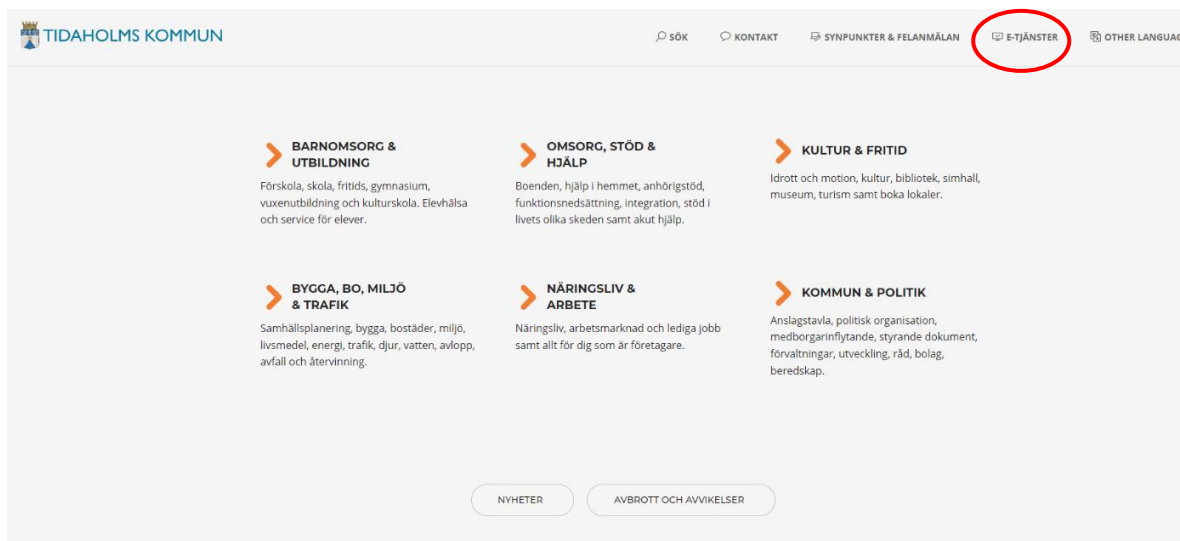 TIDAHOLMS KOMMUN
SÖK
KONTAKT
SYNPUNKTER & FELANMÄLAN
E-TJÄNSTER
OTHER LANGUAG
BARNOMSORG &
UTBILDNING
Förskola, skola, fritids, gymnasium,
vuxenutbildning och kulturskola. Elevhälsa
och service för elever.
OMSORG, STÖD &
HJÄLP
Boenden, hjälp i hemmet, anhörigstöd,
funktionsnedsättning, integration, stöd i
livets olika skeden samt akut hjälp.
KULTUR & FRITID
Idrott och motion, kultur, bibliotek, simhall,
museum, turism samt boka lokaler.
BYGGA, BO, MILJÖ
& TRAFIK
Samhällsplanering, bygga, bostäder, miljö,
livsmedel, energi, trafik, djur, vatten, avlopp,
avfall och återvinning.
NÄRINGSLIV &
ARBETE
Näringsliv, arbetsmarknad och lediga jobb
samt allt för dig som är företagare.
KOMMUN & POLITIK
Anslagstavla, politisk organisation,
medborgarinflytande, styrande dokument,
förvaltningar, utveckling, råd, bolag,
beredskap.
NYHETER
AVBROTT OCH AVVIKELSER